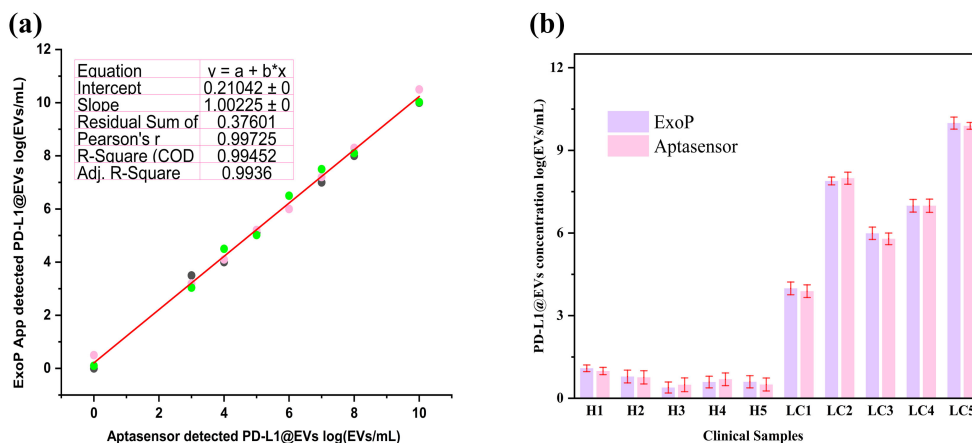 (a)
ExoP App detected PD-L1@EVs log(EVs/mL)
12
10
8
6
4
2
0
Equation v = a + b*x
Intercept 0.21042 ± 0
Slope 1.00225 ± 0
Residual Sum of 0.37601
Pearson's r 0.99725
R-Square (COD 0.99452
Adj. R-Square 0.9936
0 2 4 6 8 10
Aptasensor detected PD-L1@EVs log(EVs/mL)
(b)
PD-L1@EVs concentration log(EVs/mL)
12
9
6
3
0
ExoP
Aptasensor
H1 H2 H3 H4 H5 LC1 LC2 LC3 LC4 LC5
Clinical Samples